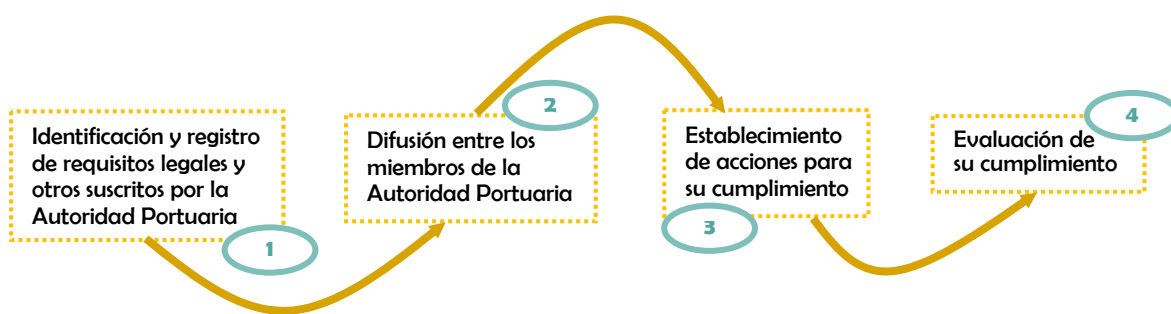 Identificación y registro
de requisitos legales y
otros suscritos por la
Autoridad Portuaria
1
Difusión entre los
miembros de la
Autoridad Portuaria
2
Establecimiento
de acciones para
su cumplimiento
3
Evaluación de
su cumplimiento
4